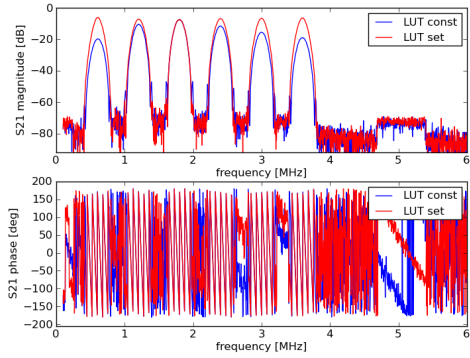 0
−20
−40
−60
−80
S21 magnitude [dB]
LUT const
LUT set
0 1 2 3 4 5 6
frequency [MHz]
200
150
100
50
0
−50
−100
−150
−200
S21 phase [deg]
LUT const
LUT set
0 1 2 3 4 5 6
frequency [MHz]